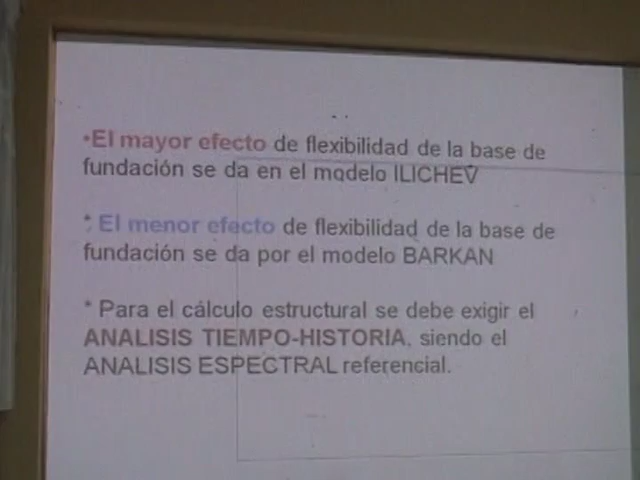 •El mayor efecto de flexibilidad de la base de
fundación se da en el modelo ILICHEV
* El menor efecto de flexibilidad de la base de
fundación se da por el modelo BARKAN
* Para el cálculo estructural se debe exigir el
ANALISIS TIEMPO-HISTORIA, siendo el
ANALISIS ESPECTRAL referencial.